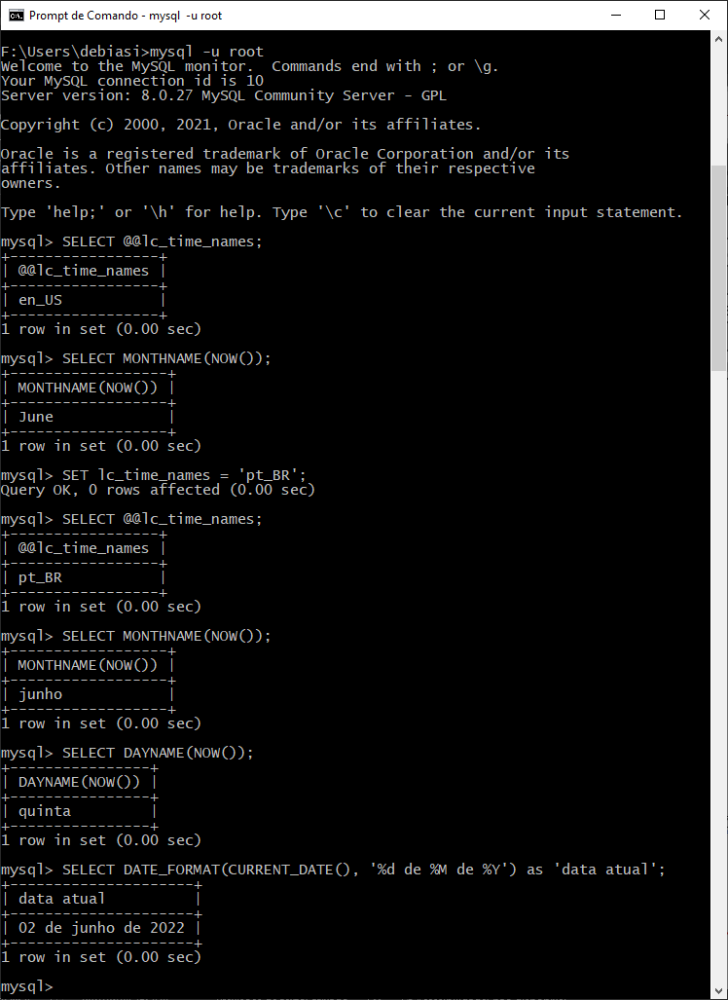 Prompt de Comando - mysql  -u root
F:\Users\debiasi>mysql -u root
Welcome to the MySQL monitor.  Commands end with ; or \g.
Your MySQL connection id is 10
Server version: 8.0.27 MySQL Community Server - GPL

Copyright (c) 2000, 2021, Oracle and/or its affiliates.

Oracle is a registered trademark of Oracle Corporation and/or its
affiliates. Other names may be trademarks of their respective
owners.

Type 'help;' or '\h' for help. Type '\c' to clear the current input statement.

mysql> SELECT @@lc_time_names;
+-----------------+
| @@lc_time_names |
+-----------------+
| en_US           |
+-----------------+
1 row in set (0.00 sec)

mysql> SELECT MONTHNAME(NOW());
+------------------+
| MONTHNAME(NOW()) |
+------------------+
| June             |
+------------------+
1 row in set (0.00 sec)

mysql> SET lc_time_names = 'pt_BR';
Query OK, 0 rows affected (0.00 sec)

mysql> SELECT @@lc_time_names;
+-----------------+
| @@lc_time_names |
+-----------------+
| pt_BR           |
+-----------------+
1 row in set (0.00 sec)

mysql> SELECT MONTHNAME(NOW());
+------------------+
| MONTHNAME(NOW()) |
+------------------+
| junho            |
+------------------+
1 row in set (0.00 sec)

mysql> SELECT DAYNAME(NOW());
+----------------+
| DAYNAME(NOW()) |
+----------------+
| quinta         |
+----------------+
1 row in set (0.00 sec)

mysql> SELECT DATE_FORMAT(CURRENT_DATE(), '%d de %M de %Y') as 'data atual';
+---------------------+
| data atual          |
+---------------------+
| 02 de junho de 2022 |
+---------------------+
1 row in set (0.00 sec)

mysql>